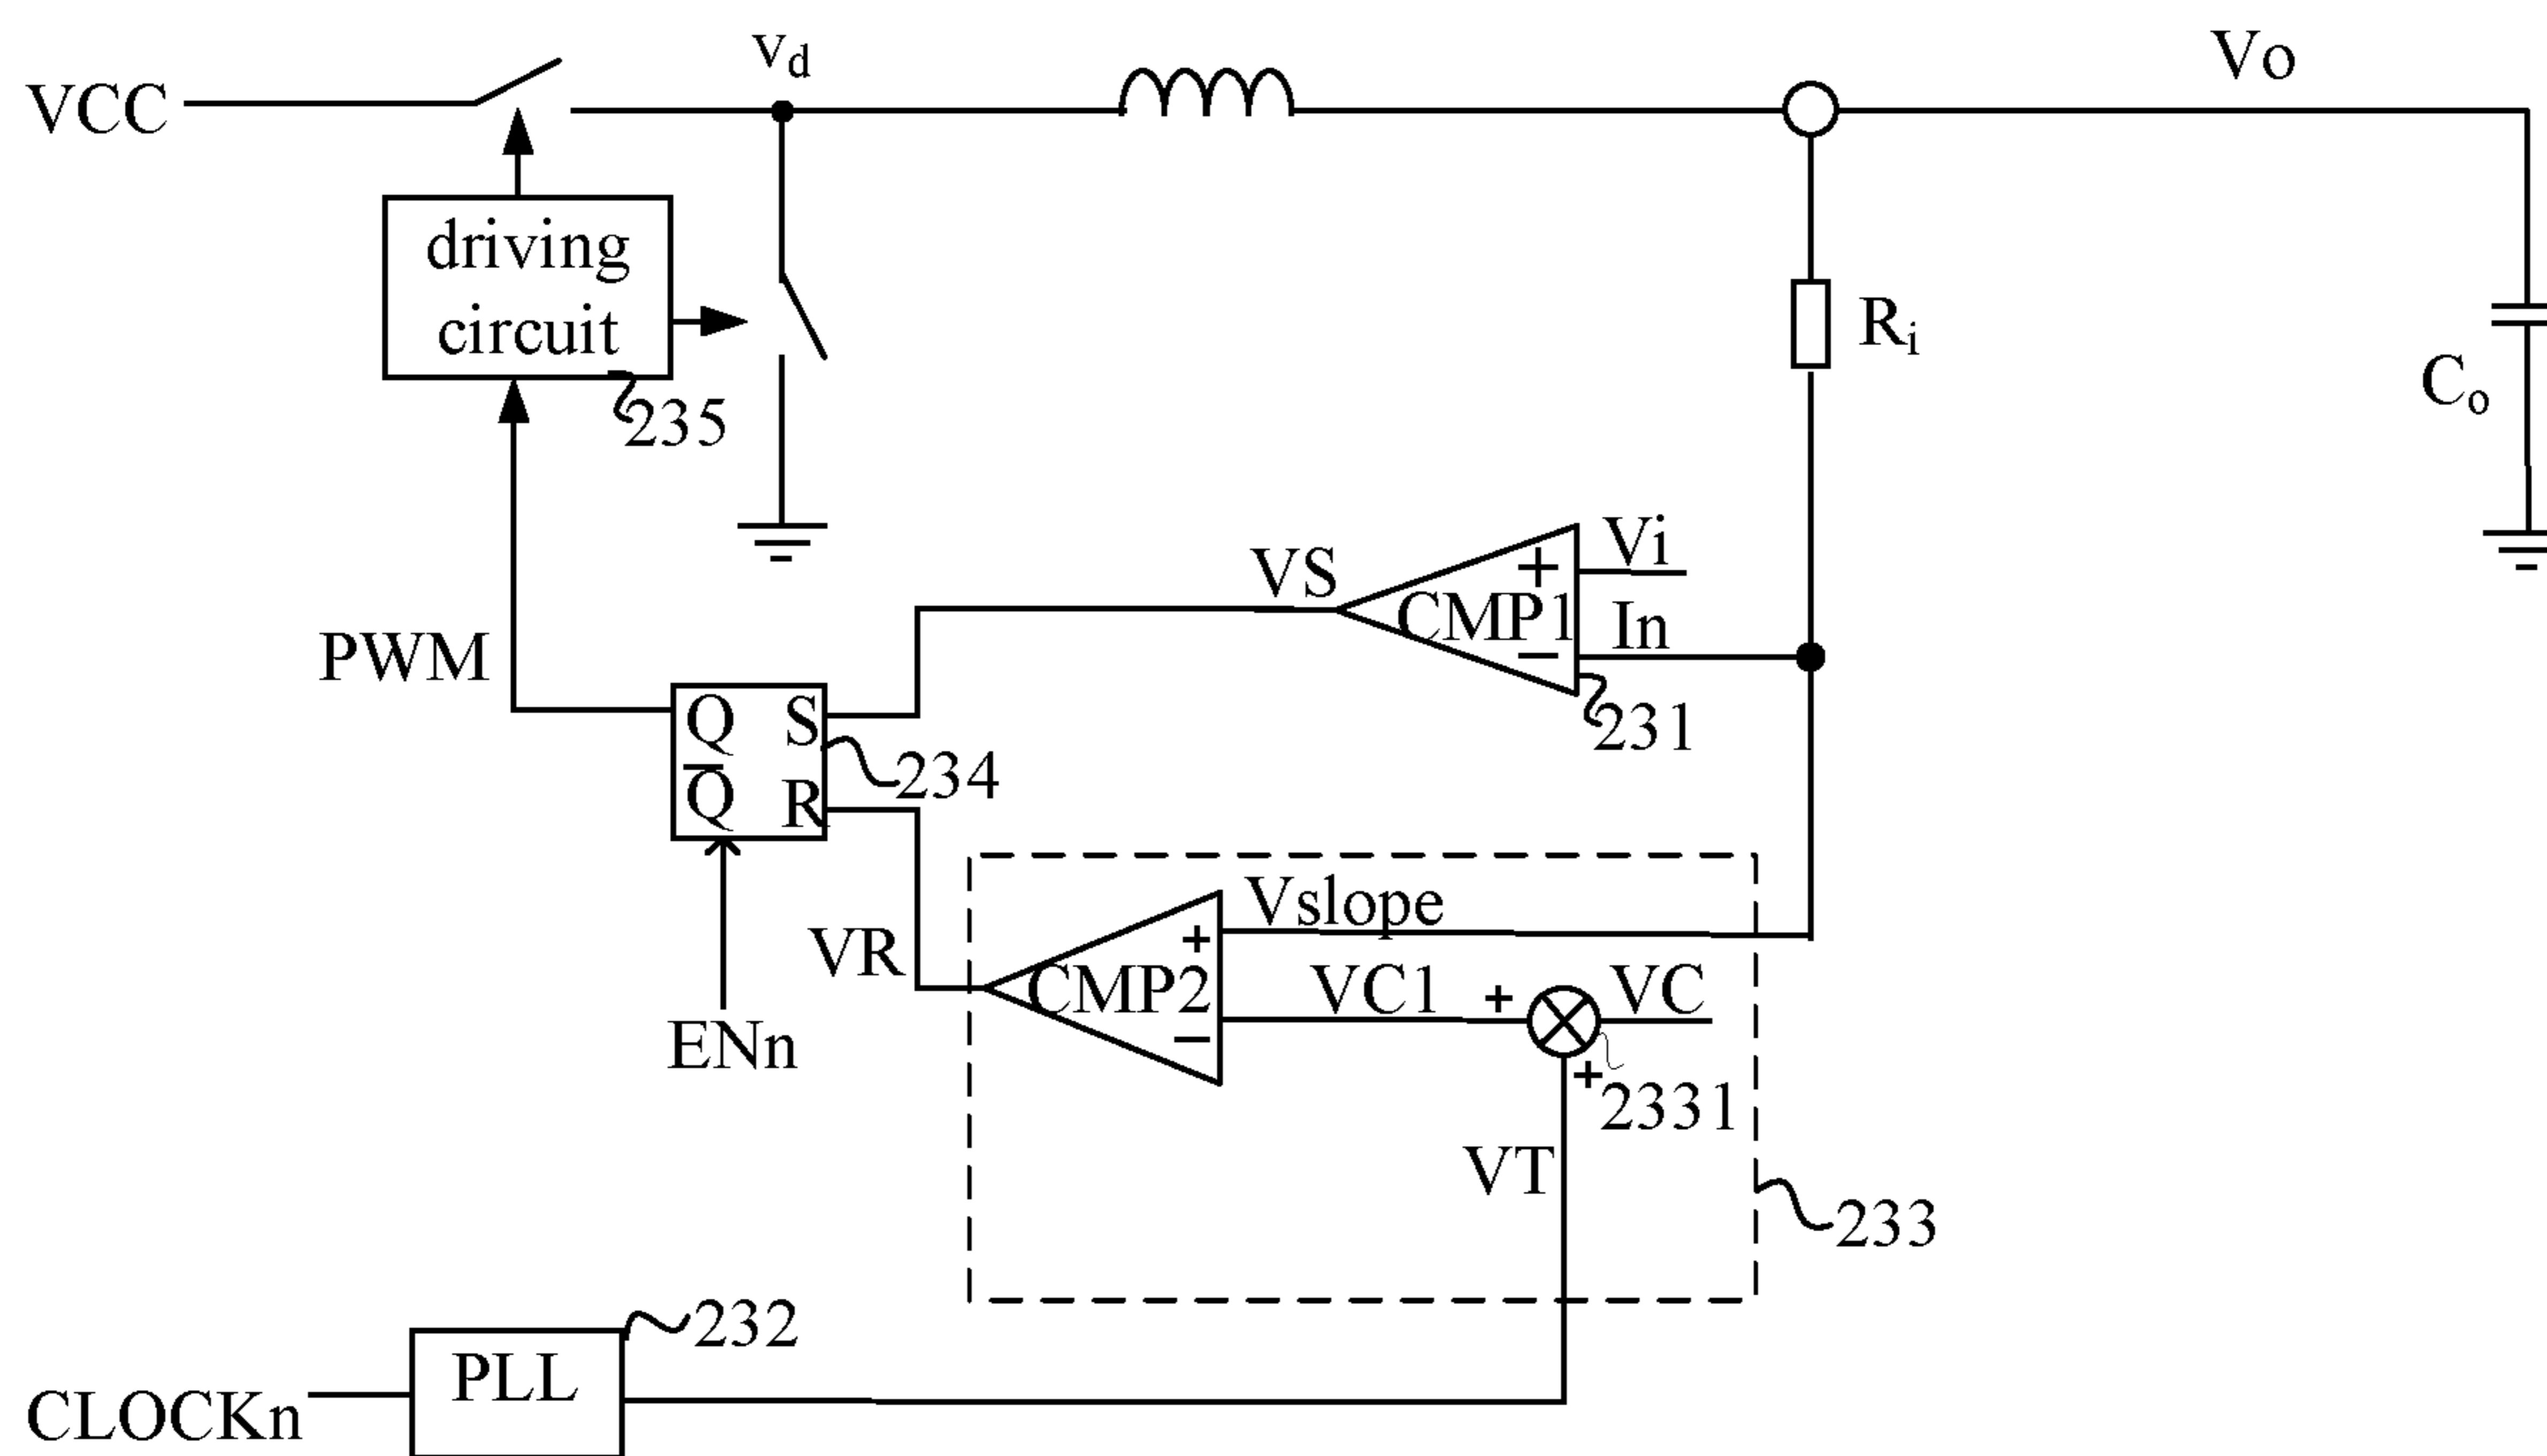 Vo
vd
VCC
driving
circuit
Ri
Co
235
Vi
VS
+
CMP1
In
−
PWM
231
Q S
234
Q̅ R
Vslope
+
VR
CMP2
VC1
+
VC
−
ENn
+
2331
VT
233
232
PLL
CLOCKn